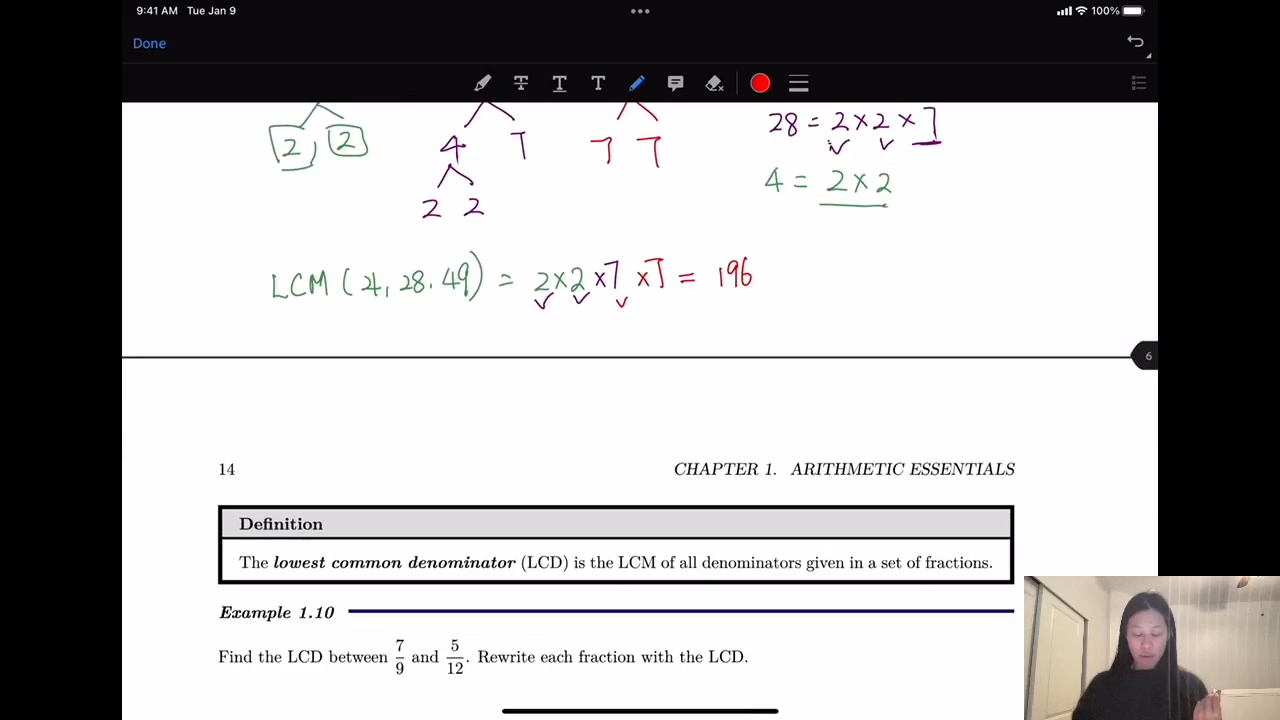 9:41 AM Tue Jan 9
100%
Done
2, 2
4 7
7 7
28 = 2 × 2 × 7
4 = 2 × 2
2 2
LCM (4, 28. 49) = 2 × 2 × 7 × 7 = 196
6
14
CHAPTER 1. ARITHMETIC ESSENTIALS
Definition
The lowest common denominator (LCD) is the LCM of all denominators given in a set of fractions.
Example 1.10
Find the LCD between 7/9 and 5/12. Rewrite each fraction with the LCD.